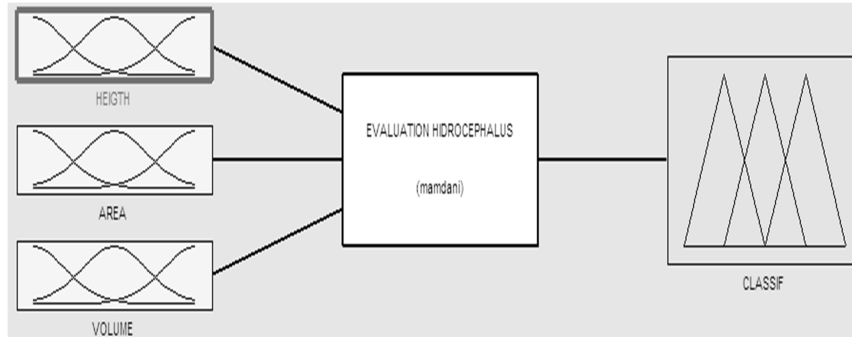 HEIGTH
AREA
VOLUME
EVALUATION HIDROCEPHALUS
(mamdani)
CLASSIF